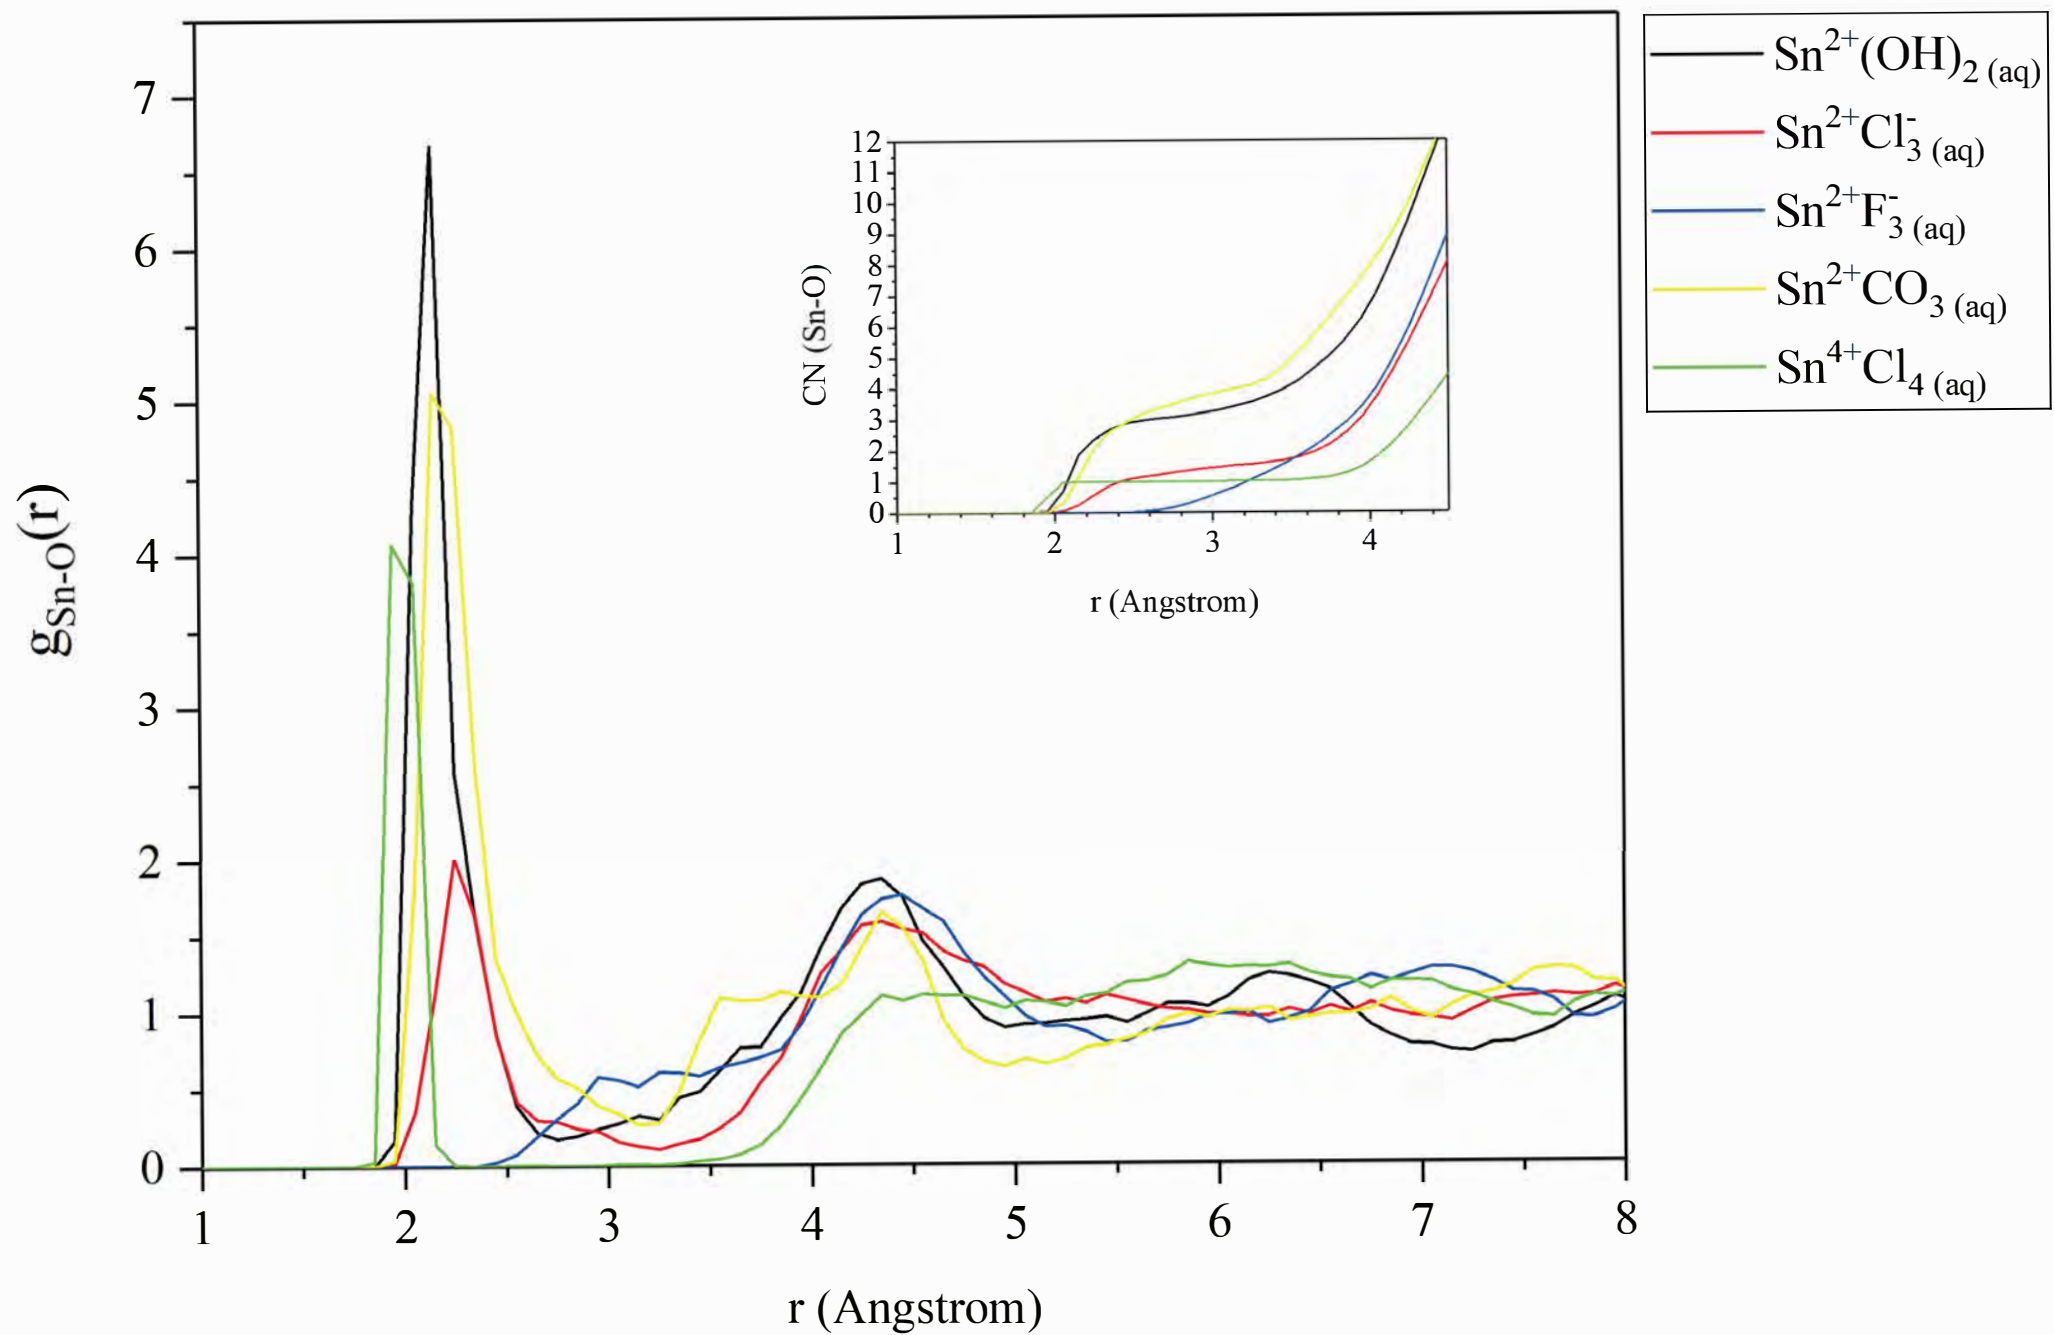 Sn²⁺(OH)₂ (aq)
Sn²⁺Cl₃⁻ (aq)
Sn²⁺F₃⁻ (aq)
Sn²⁺CO₃ (aq)
Sn⁴⁺Cl₄ (aq)
g Sn-O (r)
7
6
5
4
3
2
1
0
1 2 3 4 5 6 7 8
r (Angstrom)
CN (Sn-O)
12
11
10
9
8
7
6
5
4
3
2
1
0
1 2 3 4
r (Angstrom)